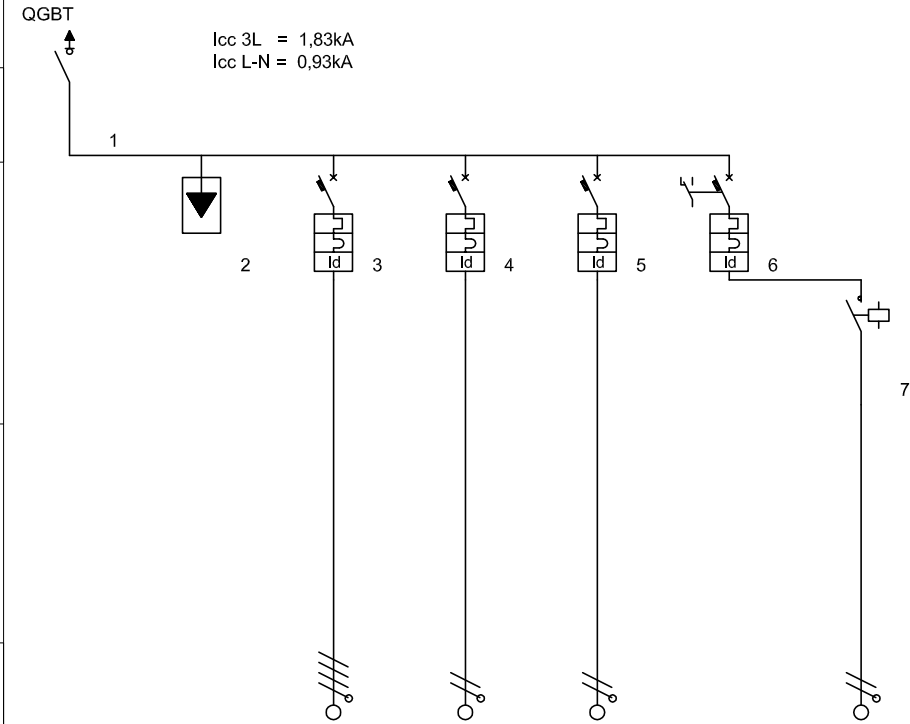 QGBT
Icc 3L = 1,83kA
Icc L-N = 0,93kA
1
2
Id
3
Id
4
Id
5
Id
6
7